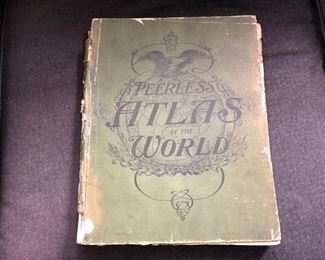 PEERLESS
ATLAS
OF THE
WORLD